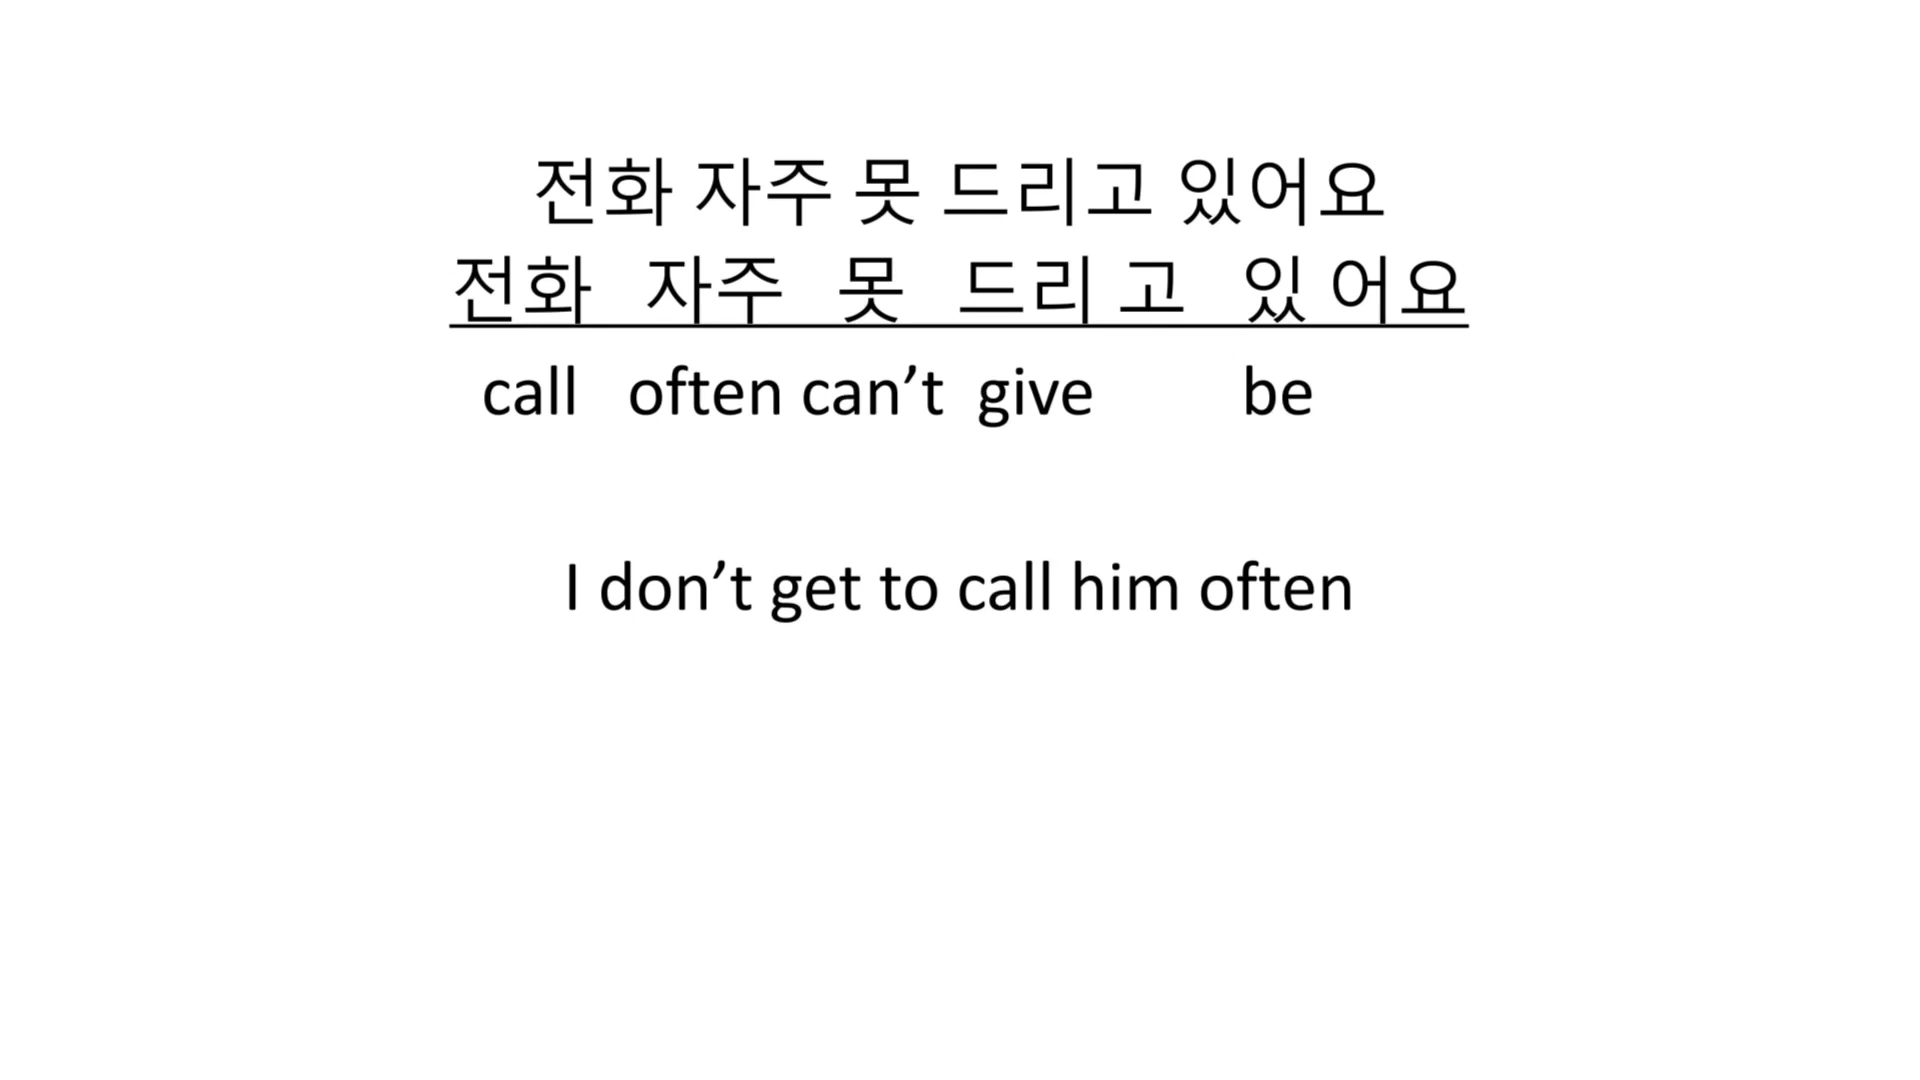 전화 자주 못 드리고 있어요
전화 자주 못 드리 고 있 어요
call often can’t give be
I don’t get to call him often